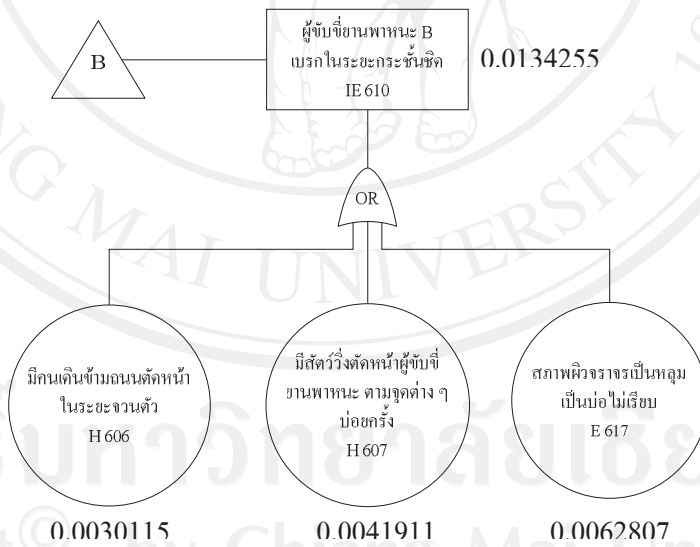 B
ผู้ขับขี่ยานพาหนะ B
เบรกในระยะกระชั้นชิด
IE 610
0.0134255
OR
มีคนเดินข้ามถนนตัดหน้า
ในระยะจวนตัว
H 606
มีสัตว์วิ่งตัดหน้าผู้ขับขี่
ยานพาหนะ ตามจุดต่าง ๆ
บ่อยครั้ง
H 607
สภาพผิวจราจรเป็นหลุม
เป็นบ่อไม่เรียบ
E 617
0.0030115
0.0041911
0.0062807
MAI UNIVERSITY